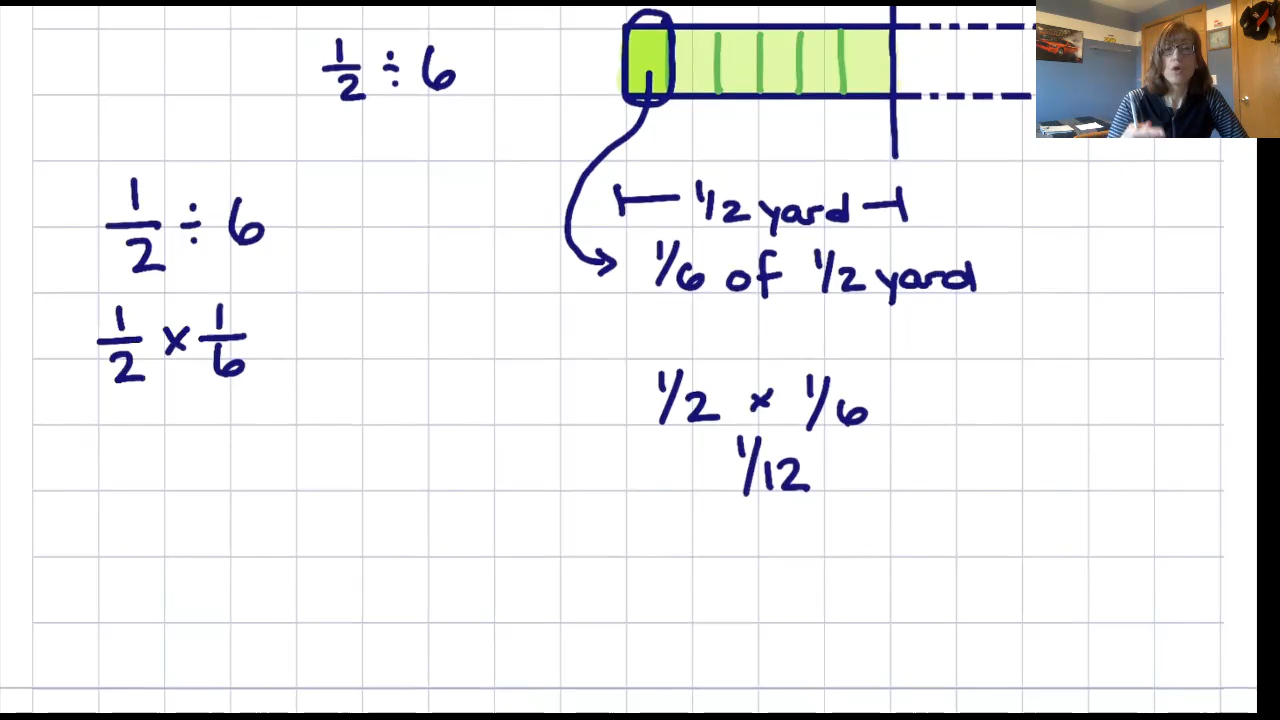 1/2 ÷ 6
1/2 ÷ 6
1/2 x 1/6
1/2 yard
1/6 of 1/2 yard
1/2 x 1/6
1/12